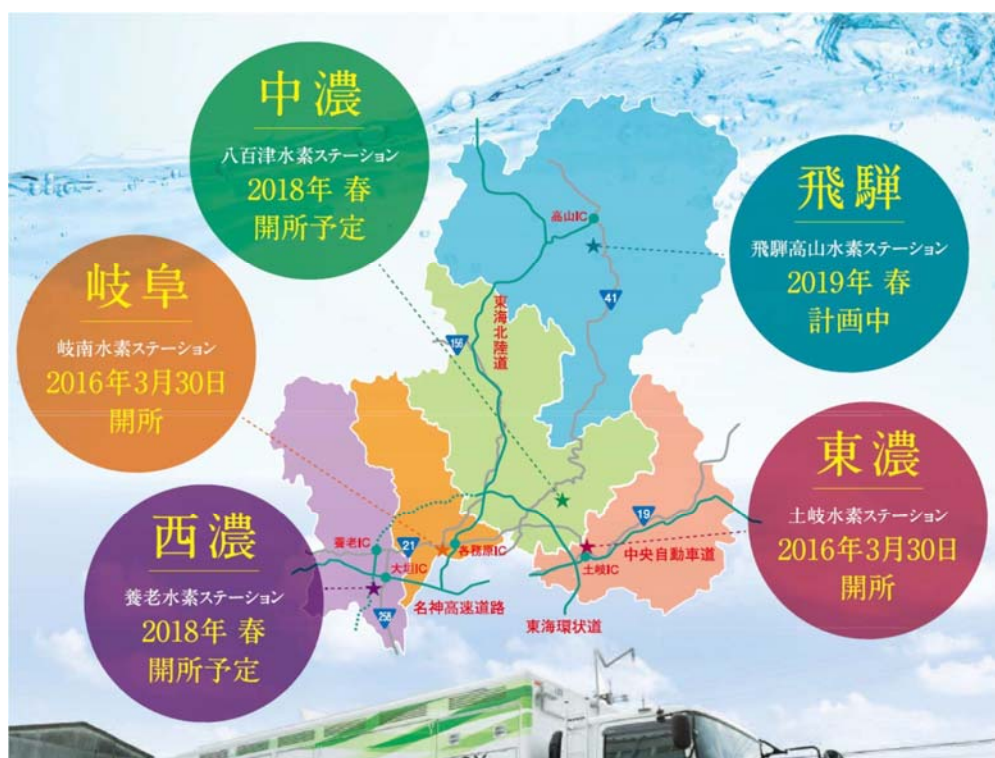 中濃
八百津水素ステーション
2018年 春
開所予定
飛騨
飛騨高山水素ステーション
2019年 春
計画中
岐阜
岐南水素ステーション
2016年3月30日
開所
東濃
土岐水素ステーション
2016年3月30日
開所
西濃
養老水素ステーション
2018年 春
開所予定
高山IC
41
東海北陸道
156
19
中央自動車道
土岐IC
養老IC
21
各務原IC
大垣IC
名神高速道路
東海環状道
258